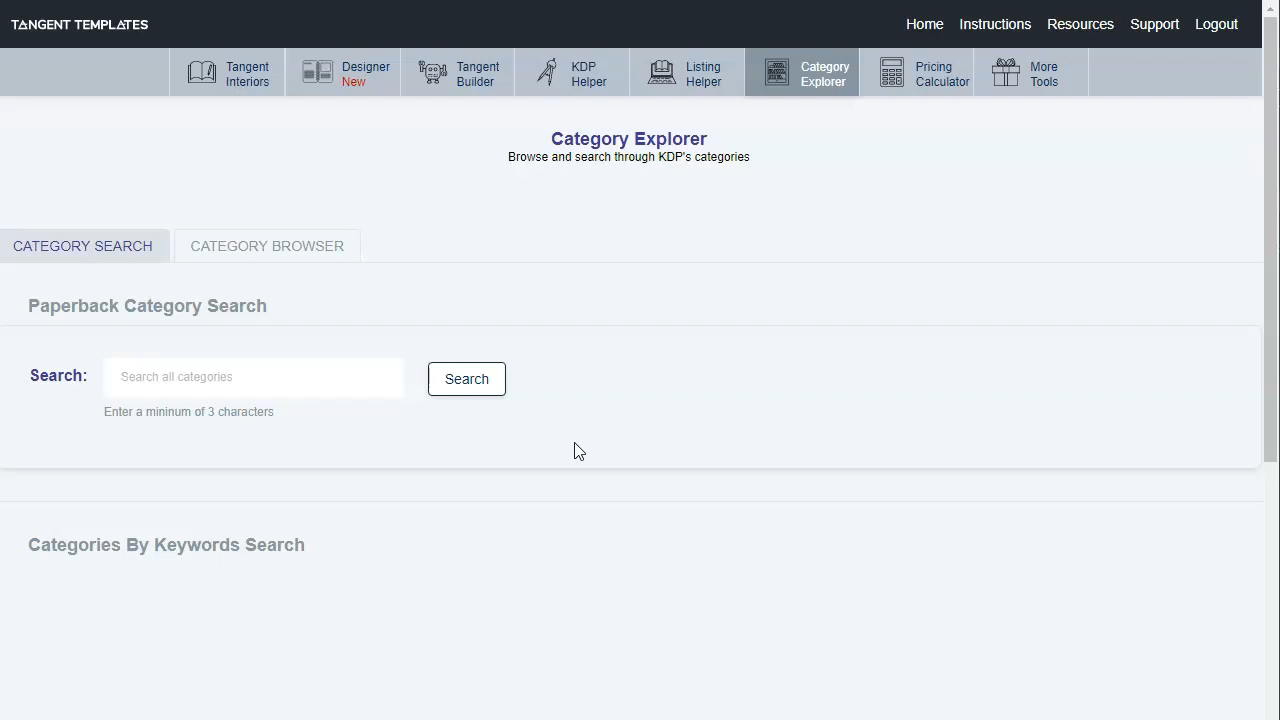 TANGENT TEMPLATES
Home Instructions Resources Support Logout
Tangent Interiors
Designer New
Tangent Builder
KDP Helper
Listing Helper
Category Explorer
Pricing Calculator
More Tools
Category Explorer
Browse and search through KDP's categories
CATEGORY SEARCH CATEGORY BROWSER
Paperback Category Search
Search: Search all categories Search
Enter a mininum of 3 characters
Categories By Keywords Search